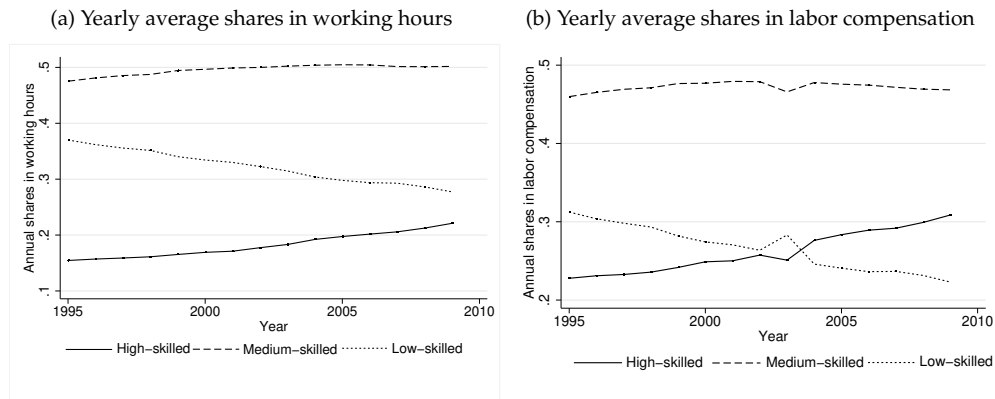 (a) Yearly average shares in working hours
Annual shares in working hours
.5
.4
.3
.2
.1
1995 2000 2005 2010
Year
High−skilled Medium−skilled Low−skilled
(b) Yearly average shares in labor compensation
Annual shares in labor compensation
.5
.4
.3
.2
1995 2000 2005 2010
Year
High−skilled Medium−skilled Low−skilled